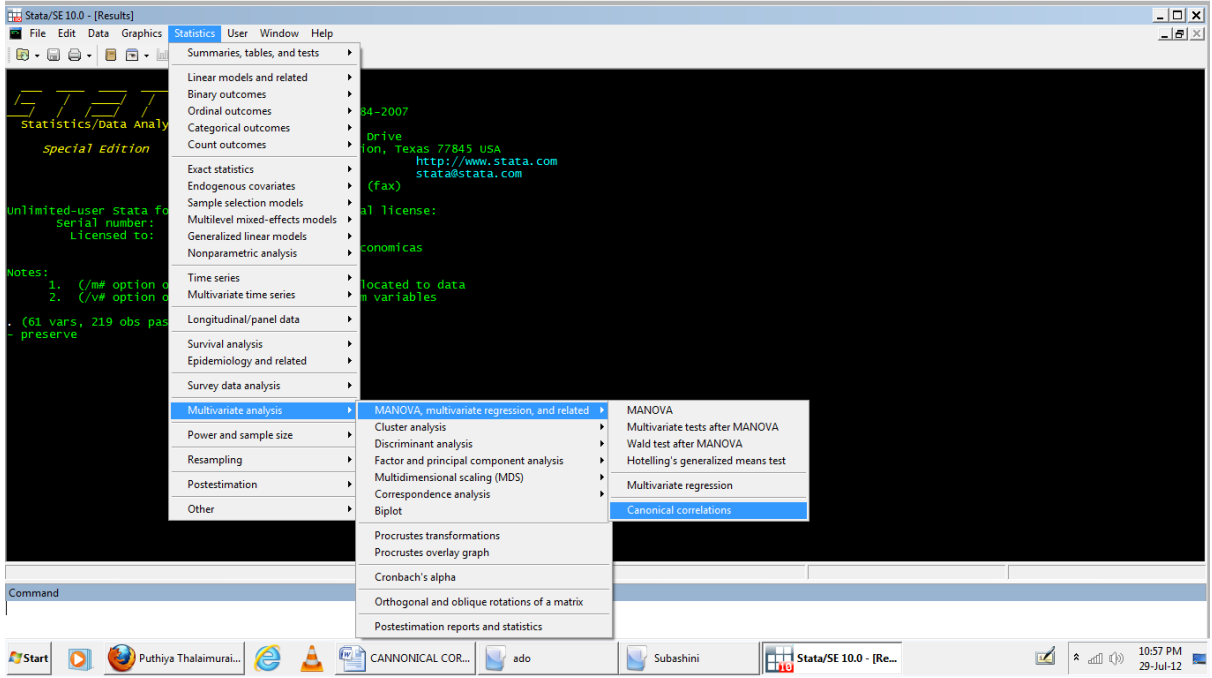 Stata/SE 10.0 - [Results]
File Edit Data Graphics Statistics User Window Help
Statistics/Data Analy
Special Edition
84-2007
Drive
ion, Texas 77845 USA
http://www.stata.com
stata@stata.com
(fax)
Unlimited-user Stata fo
al license:
Serial number:
Licensed to:
conomicas
Notes:
1. (/m# option o
located to data
2. (/v# option o
m variables
. (61 vars, 219 obs pas
- preserve
Summaries, tables, and tests
Linear models and related
Binary outcomes
Ordinal outcomes
Categorical outcomes
Count outcomes
Exact statistics
Endogenous covariates
Sample selection models
Multilevel mixed-effects models
Generalized linear models
Nonparametric analysis
Time series
Multivariate time series
Longitudinal/panel data
Survival analysis
Epidemiology and related
Survey data analysis
Multivariate analysis
Power and sample size
Resampling
Postestimation
Other
MANOVA, multivariate regression, and related
Cluster analysis
Discriminant analysis
Factor and principal component analysis
Multidimensional scaling (MDS)
Correspondence analysis
Biplot
Procrustes transformations
Procrustes overlay graph
Cronbach's alpha
Orthogonal and oblique rotations of a matrix
Postestimation reports and statistics
MANOVA
Multivariate tests after MANOVA
Wald test after MANOVA
Hotelling's generalized means test
Multivariate regression
Canonical correlations
Command
Start
Puthiya Thalaimurai...
CANNONICAL COR...
ado
Subashini
Stata/SE 10.0 - [Re...
10:57 PM
29-Jul-12